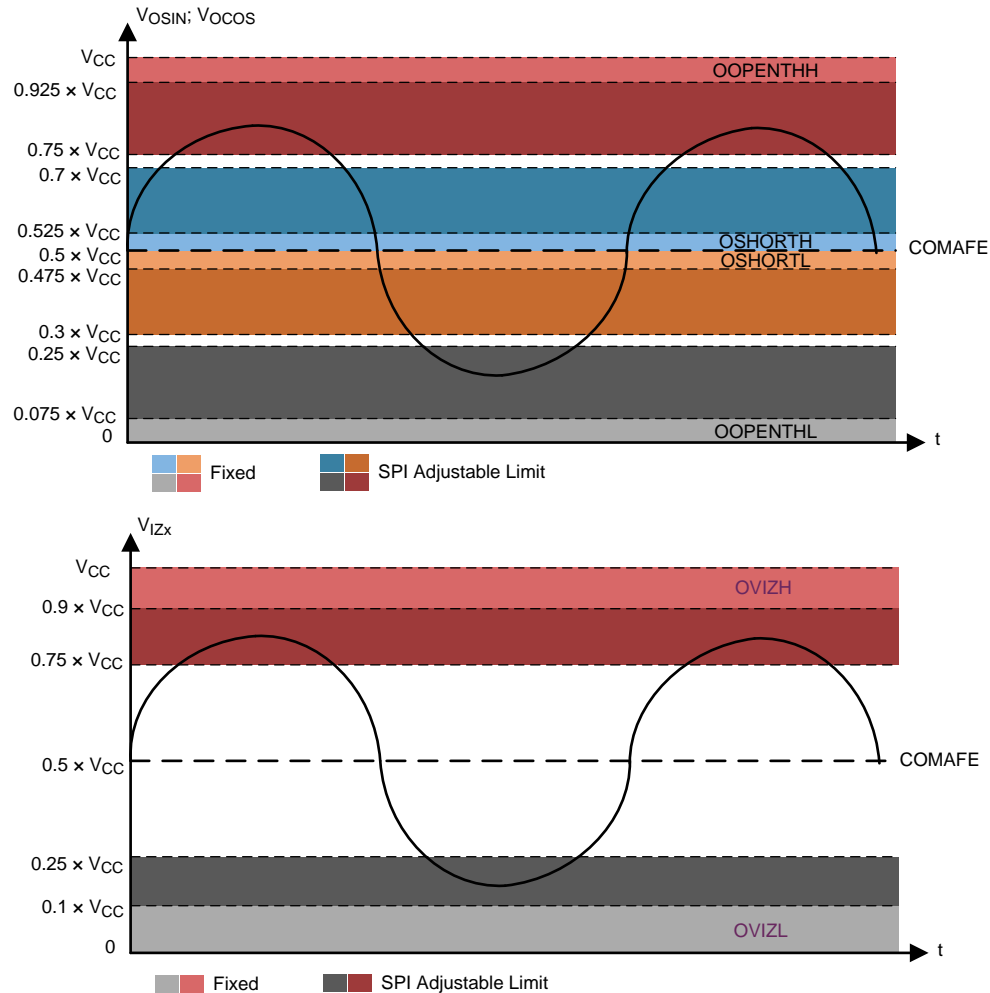 VOSIN; VOCOS
VCC
OOPENTHH
0.925 × VCC
0.75 × VCC
0.7 × VCC
0.525 × VCC
OSHORTH
0.5 × VCC
COMAFE
OSHORTL
0.475 × VCC
0.3 × VCC
0.25 × VCC
0.075 × VCC
OOPENTHL
0
t
Fixed
SPI Adjustable Limit
VIZx
VCC
OVIZH
0.9 × VCC
0.75 × VCC
0.5 × VCC
COMAFE
0.25 × VCC
0.1 × VCC
OVIZL
0
t
Fixed
SPI Adjustable Limit